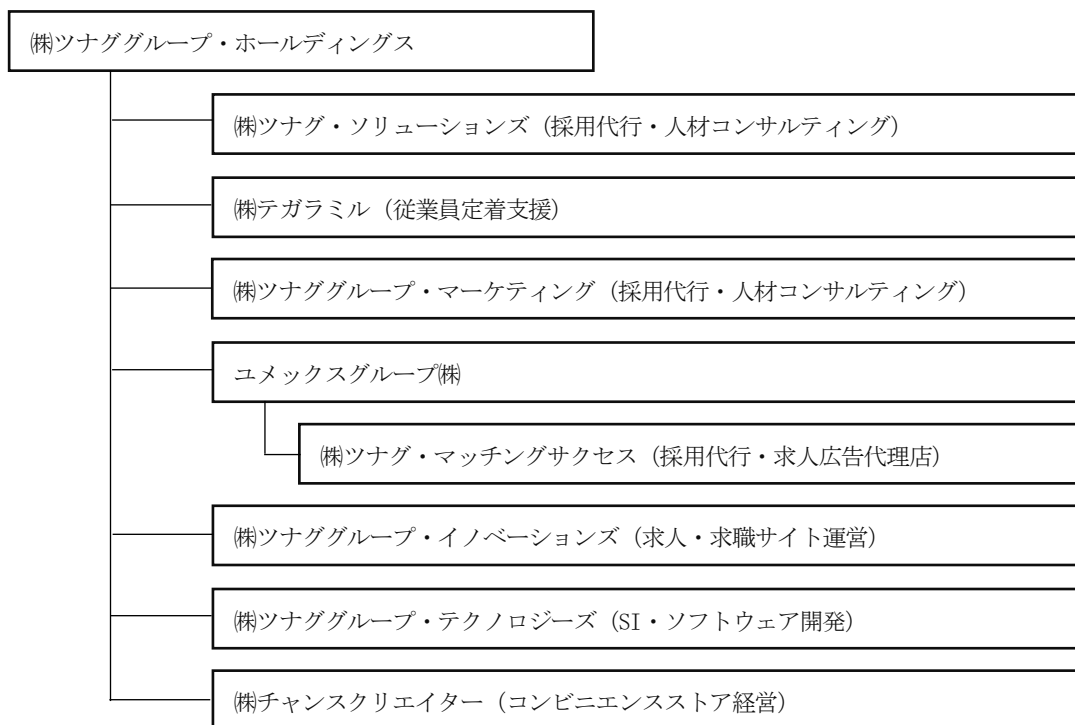 ㈱ツナググループ・ホールディングス
㈱ツナグ・ソリューションズ（採用代行・人材コンサルティング）
㈱テガラミル（従業員定着支援）
㈱ツナググループ・マーケティング（採用代行・人材コンサルティング）
ユメックスグループ㈱
㈱ツナグ・マッチングサクセス（採用代行・求人広告代理店）
㈱ツナググループ・イノベーションズ（求人・求職サイト運営）
㈱ツナググループ・テクノロジーズ（SI・ソフトウェア開発）
㈱チャンスクリエイター（コンビニエンスストア経営）